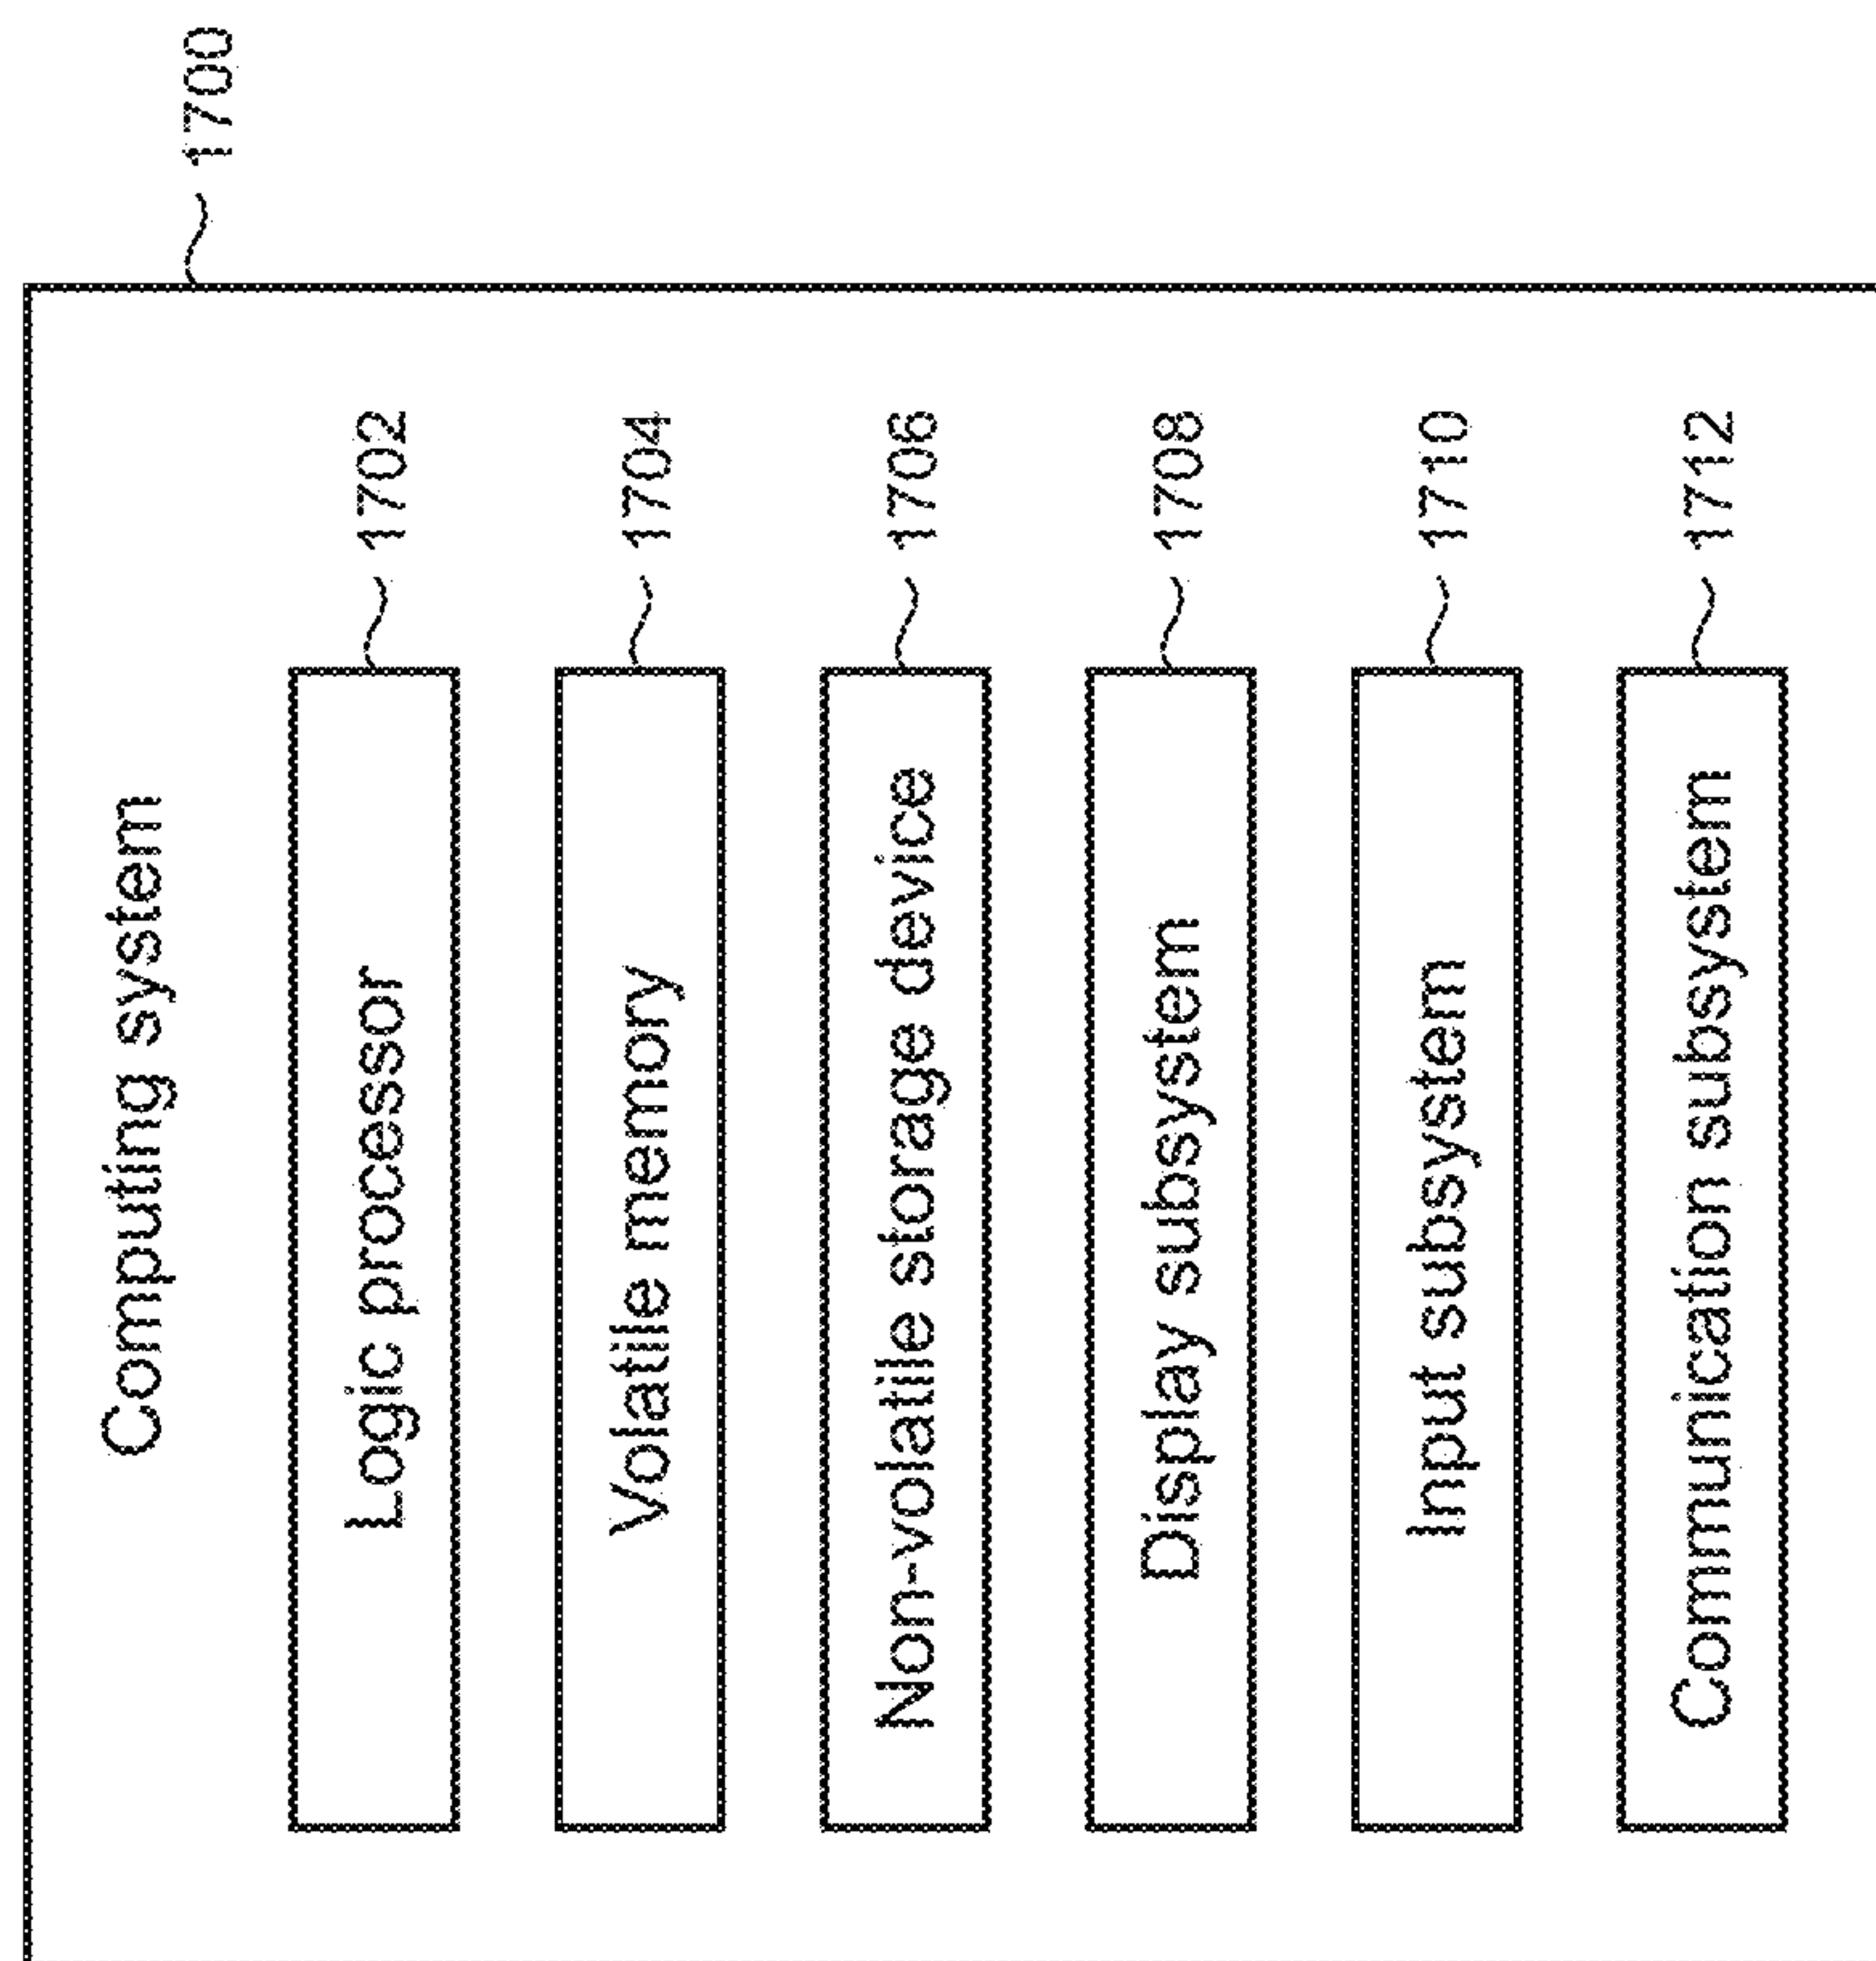 Computing system
1700
Logic processor
1702
Volatile memory
1704
Non-volatile storage device
1706
Display subsystem
1708
Input subsystem
1710
Communication subsystem
1712